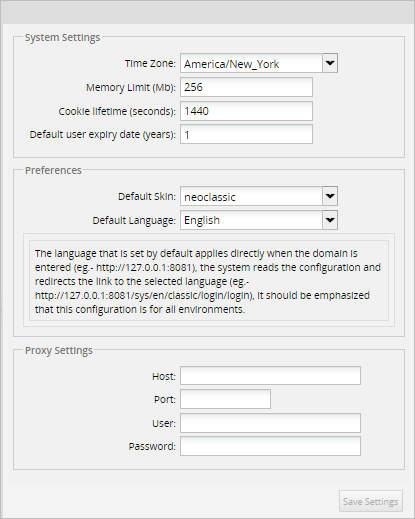 System Settings
Time Zone: America/New_York
Memory Limit (Mb): 256
Cookie lifetime (seconds): 1440
Default user expiry date (years): 1
Preferences
Default Skin: neoclassic
Default Language: English
The language that is set by default applies directly when the domain is
entered (eg.- http://127.0.0.1:8081), the system reads the configuration and
redirects the link to the selected language (eg.-
http://127.0.0.1:8081/sys/en/classic/login/login), it should be emphasized
that this configuration is for all environments.
Proxy Settings
Host:
Port:
User:
Password:
Save Settings